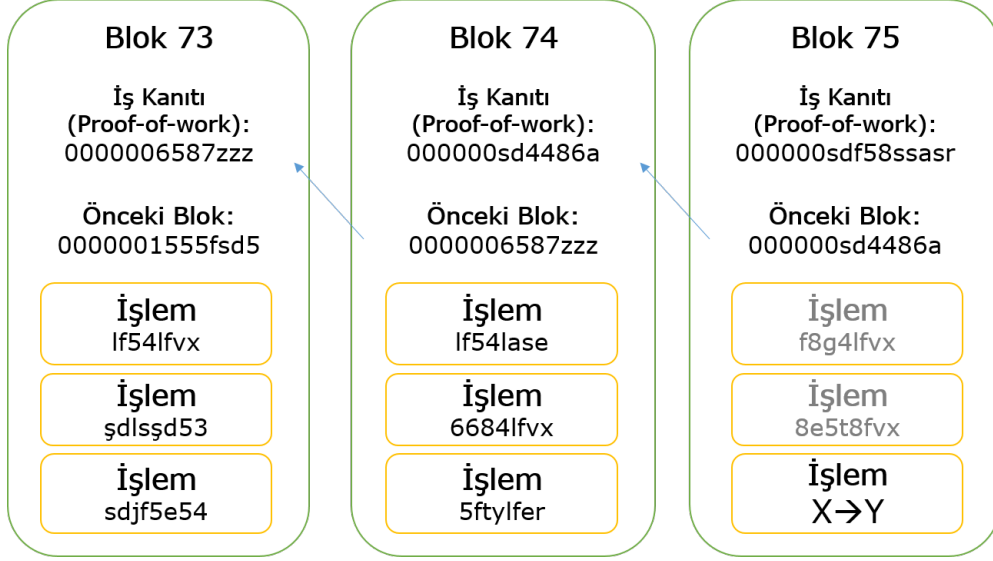 Blok 73
İş Kanıtı
(Proof-of-work):
0000006587zzz
Önceki Blok:
0000001555fsd5
İşlem
lf54lfvx
İşlem
şdlsşd53
İşlem
sdjf5e54
Blok 74
İş Kanıtı
(Proof-of-work):
000000sd4486a
Önceki Blok:
0000006587zzz
İşlem
lf54lase
İşlem
6684lfvx
İşlem
5ftylfer
Blok 75
İş Kanıtı
(Proof-of-work):
000000sdf58ssasr
Önceki Blok:
000000sd4486a
İşlem
f8g4lfvx
İşlem
8e5t8fvx
İşlem
X→Y